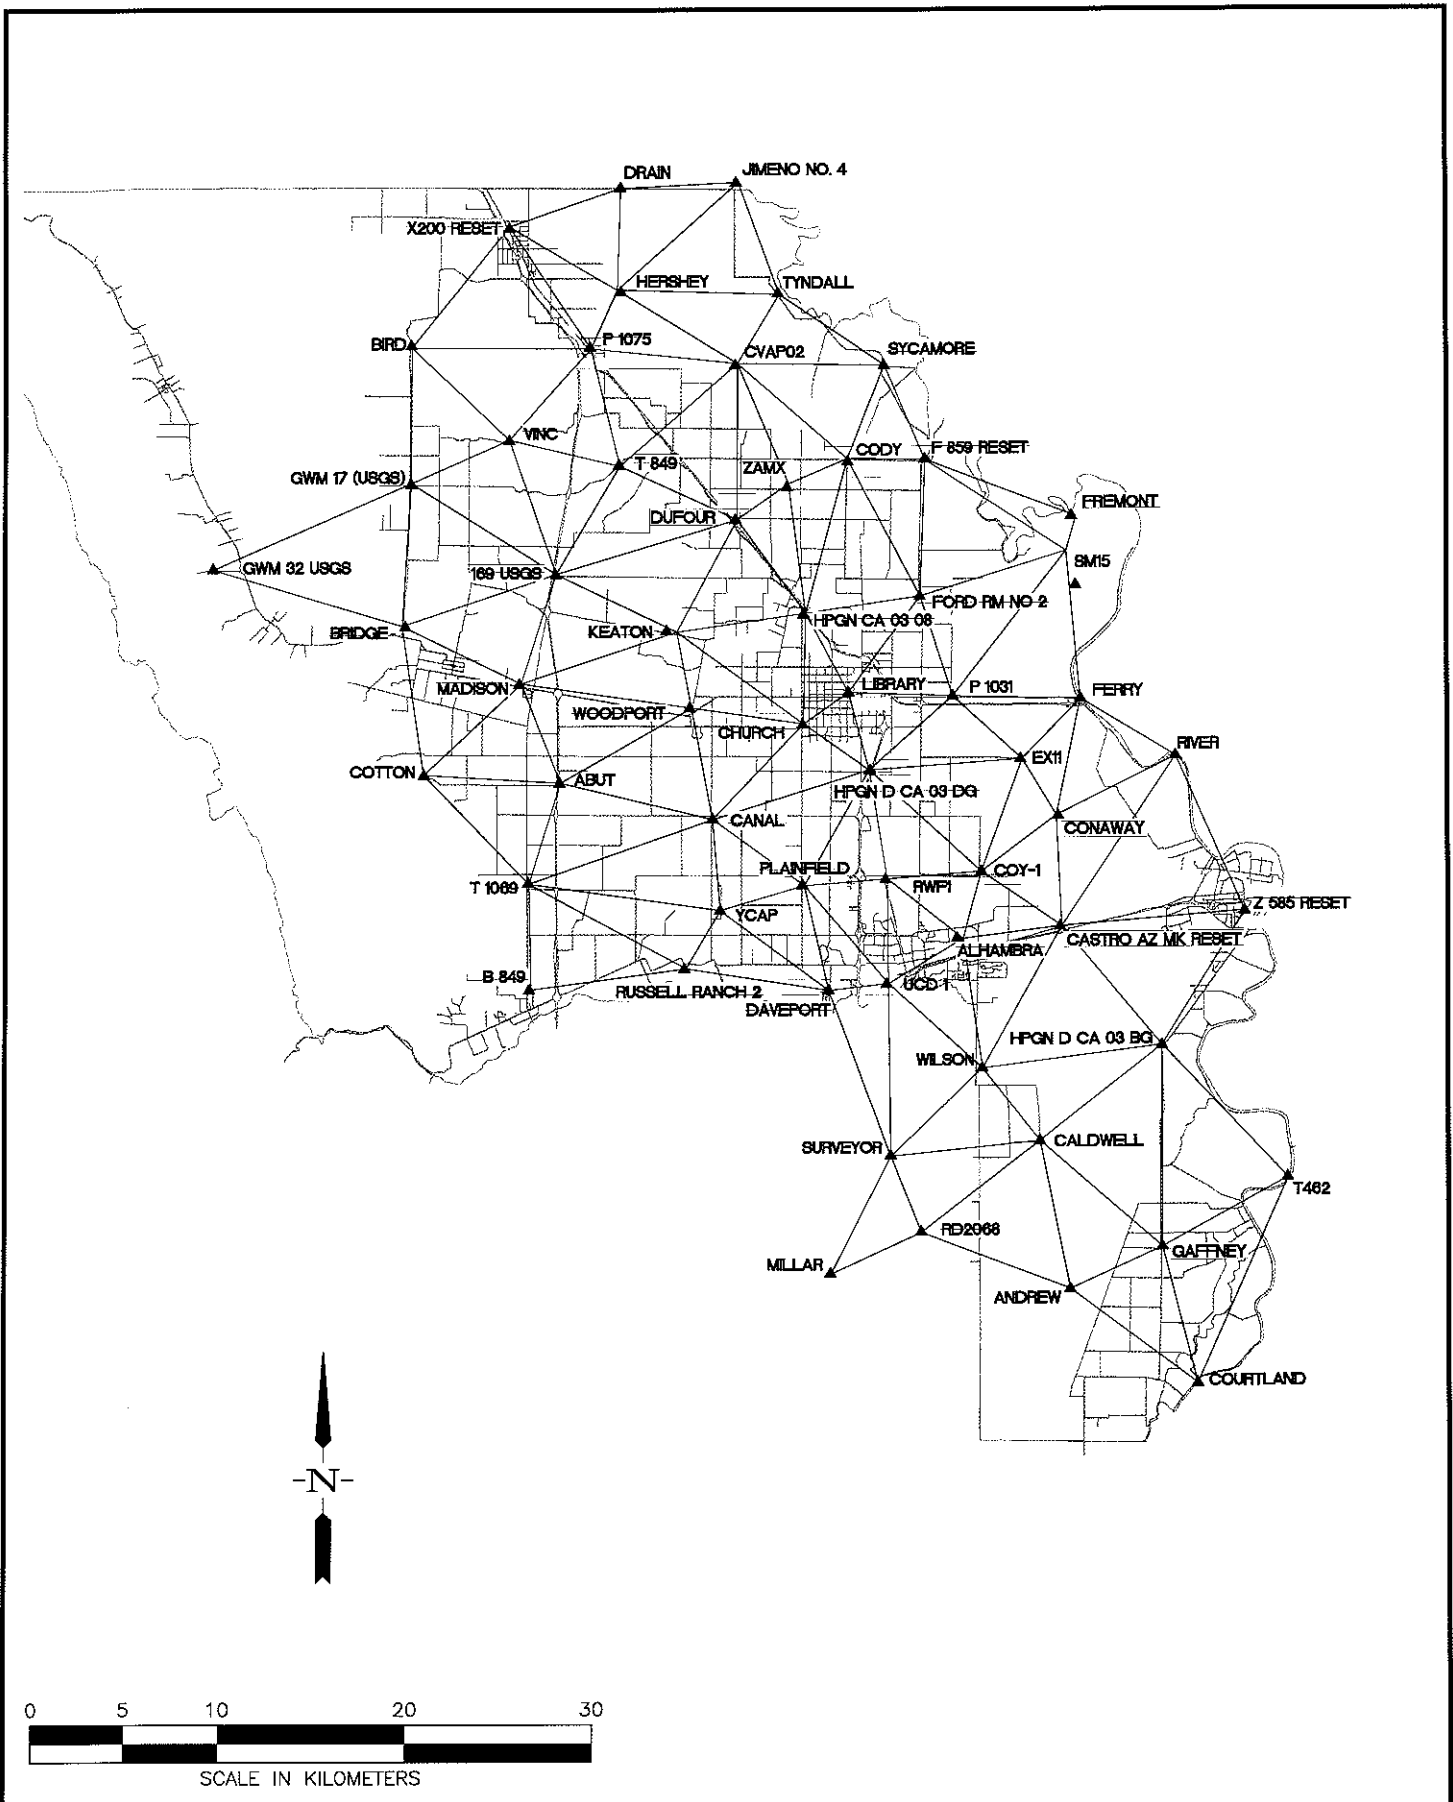 DRAIN
JIMENO NO. 4
X200 RESET
HERSHEY
TYNDALL
BIRD
P 1075
CVAP02
SYCAMORE
VINC
T 849
ZAMX
CODY
F 859 RESET
GWM 17 (USGS)
DUFOUR
FREMONT
GWM 32 USGS
169 USGS
SM15
FORD RM NO 2
BRIDGE
KEATON
HPGN CA 03 08
MADISON
LIBRARY
P 1031
FERRY
WOODPORT
CHURCH
RIVER
COTTON
ABUT
EX11
HPGN D CA 03 DG
CANAL
CONAWAY
PLAINFIELD
T 1069
RWF1
COY-1
YCAP
Z 585 RESET
ALHAMBRA
CASTRO AZ MK RESET
B 849
RUSSELL RANCH 2
UCD 1
DAVEPORT
HPGN D CA 03 BG
WILSON
SURVEYOR
CALDWELL
T462
RD2068
GAFFNEY
MILLAR
ANDREW
COURTLAND
-N-
0 5 10 20 30
SCALE IN KILOMETERS